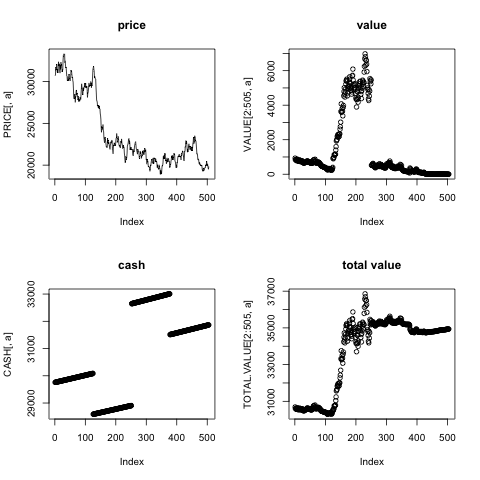 price
PRICE[, a]
20000 25000 30000
0 100 200 300 400 500
Index
value
VALUE[2:505, a]
0 2000 4000 6000
0 100 200 300 400 500
Index
cash
CASH[, a]
29000 31000 33000
0 100 200 300 400 500
Index
total value
TOTAL.VALUE[2:505, a]
31000 33000 35000 37000
0 100 200 300 400 500
Index